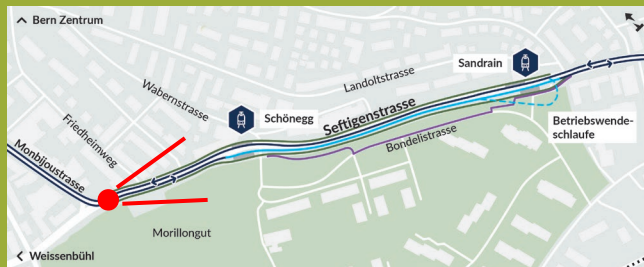 Bern Zentrum
Sandrain
Landoltstrasse
Wabernstrasse
Schönegg
Seftigenstrasse
Friedheimweg
Betriebswende-
schlaufe
Bondelistrasse
Monbijoustrasse
Morillongut
Weissenbühl